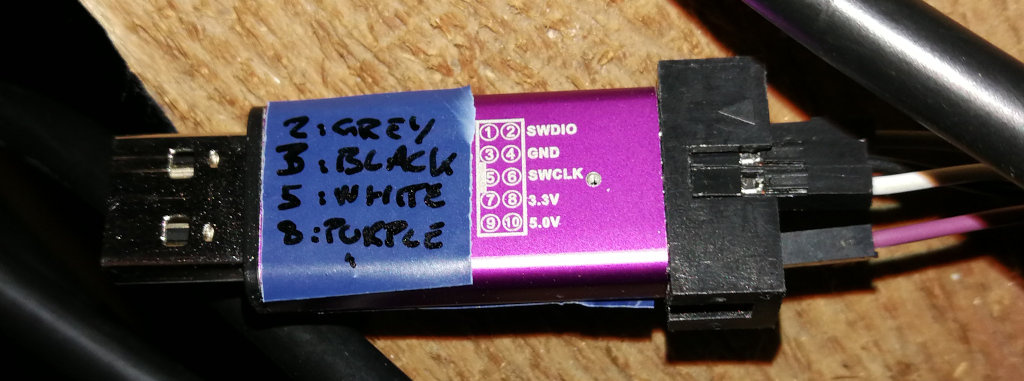 2: GREY
3: BLACK
5: WHITE
8: PURPLE
1 2 SWDIO
3 4 GND
5 6 SWCLK
7 8 3.3V
9 10 5.0V